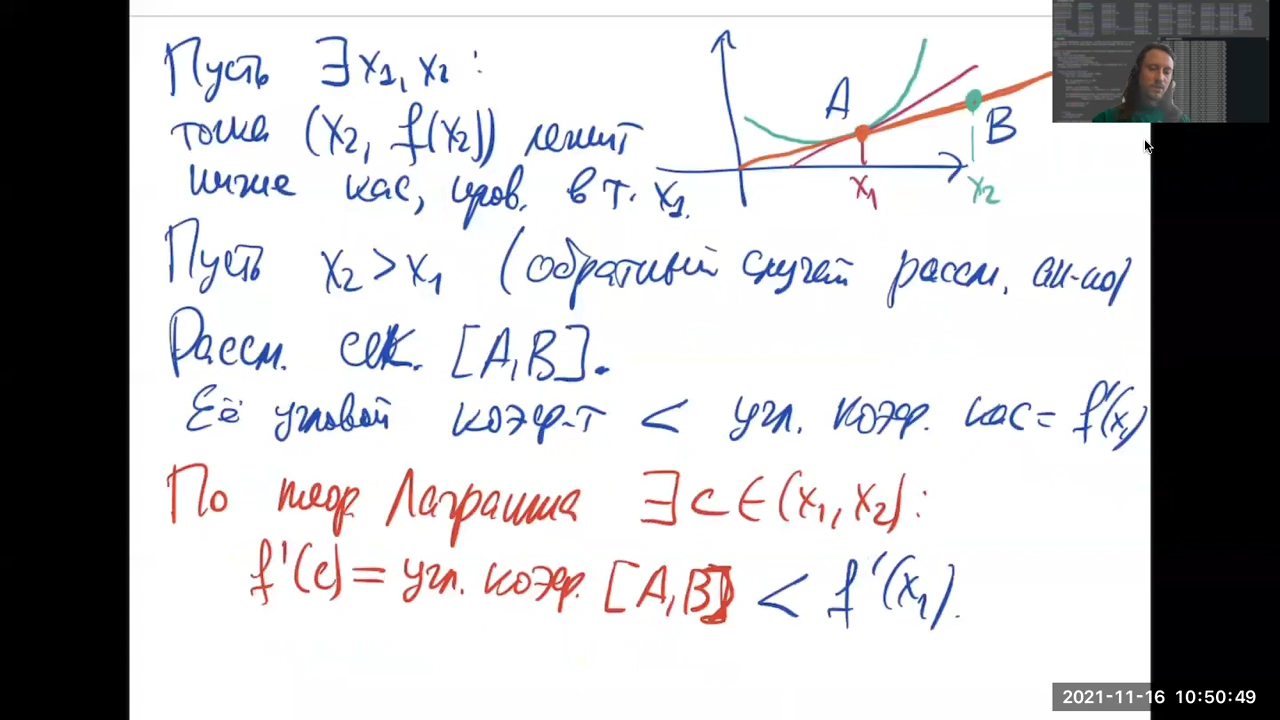 Пусть ∃ x₁, x₂ :
точка (x₂, f(x₂)) лежит
ниже кас, пров. в т. x₁.
A
B
x₁
x₂
Пусть x₂ > x₁ (обратный случай рассм. ан-но)
Рассм. сек. [A, B].
Её угловой коэф-т < угл. коэф. кас = f'(x₁)
По теор Лагранжа ∃ c ∈ (x₁, x₂) :
f'(c) = угл. коэф. [A, B] < f'(x₁).
2021-11-16 10:50:49